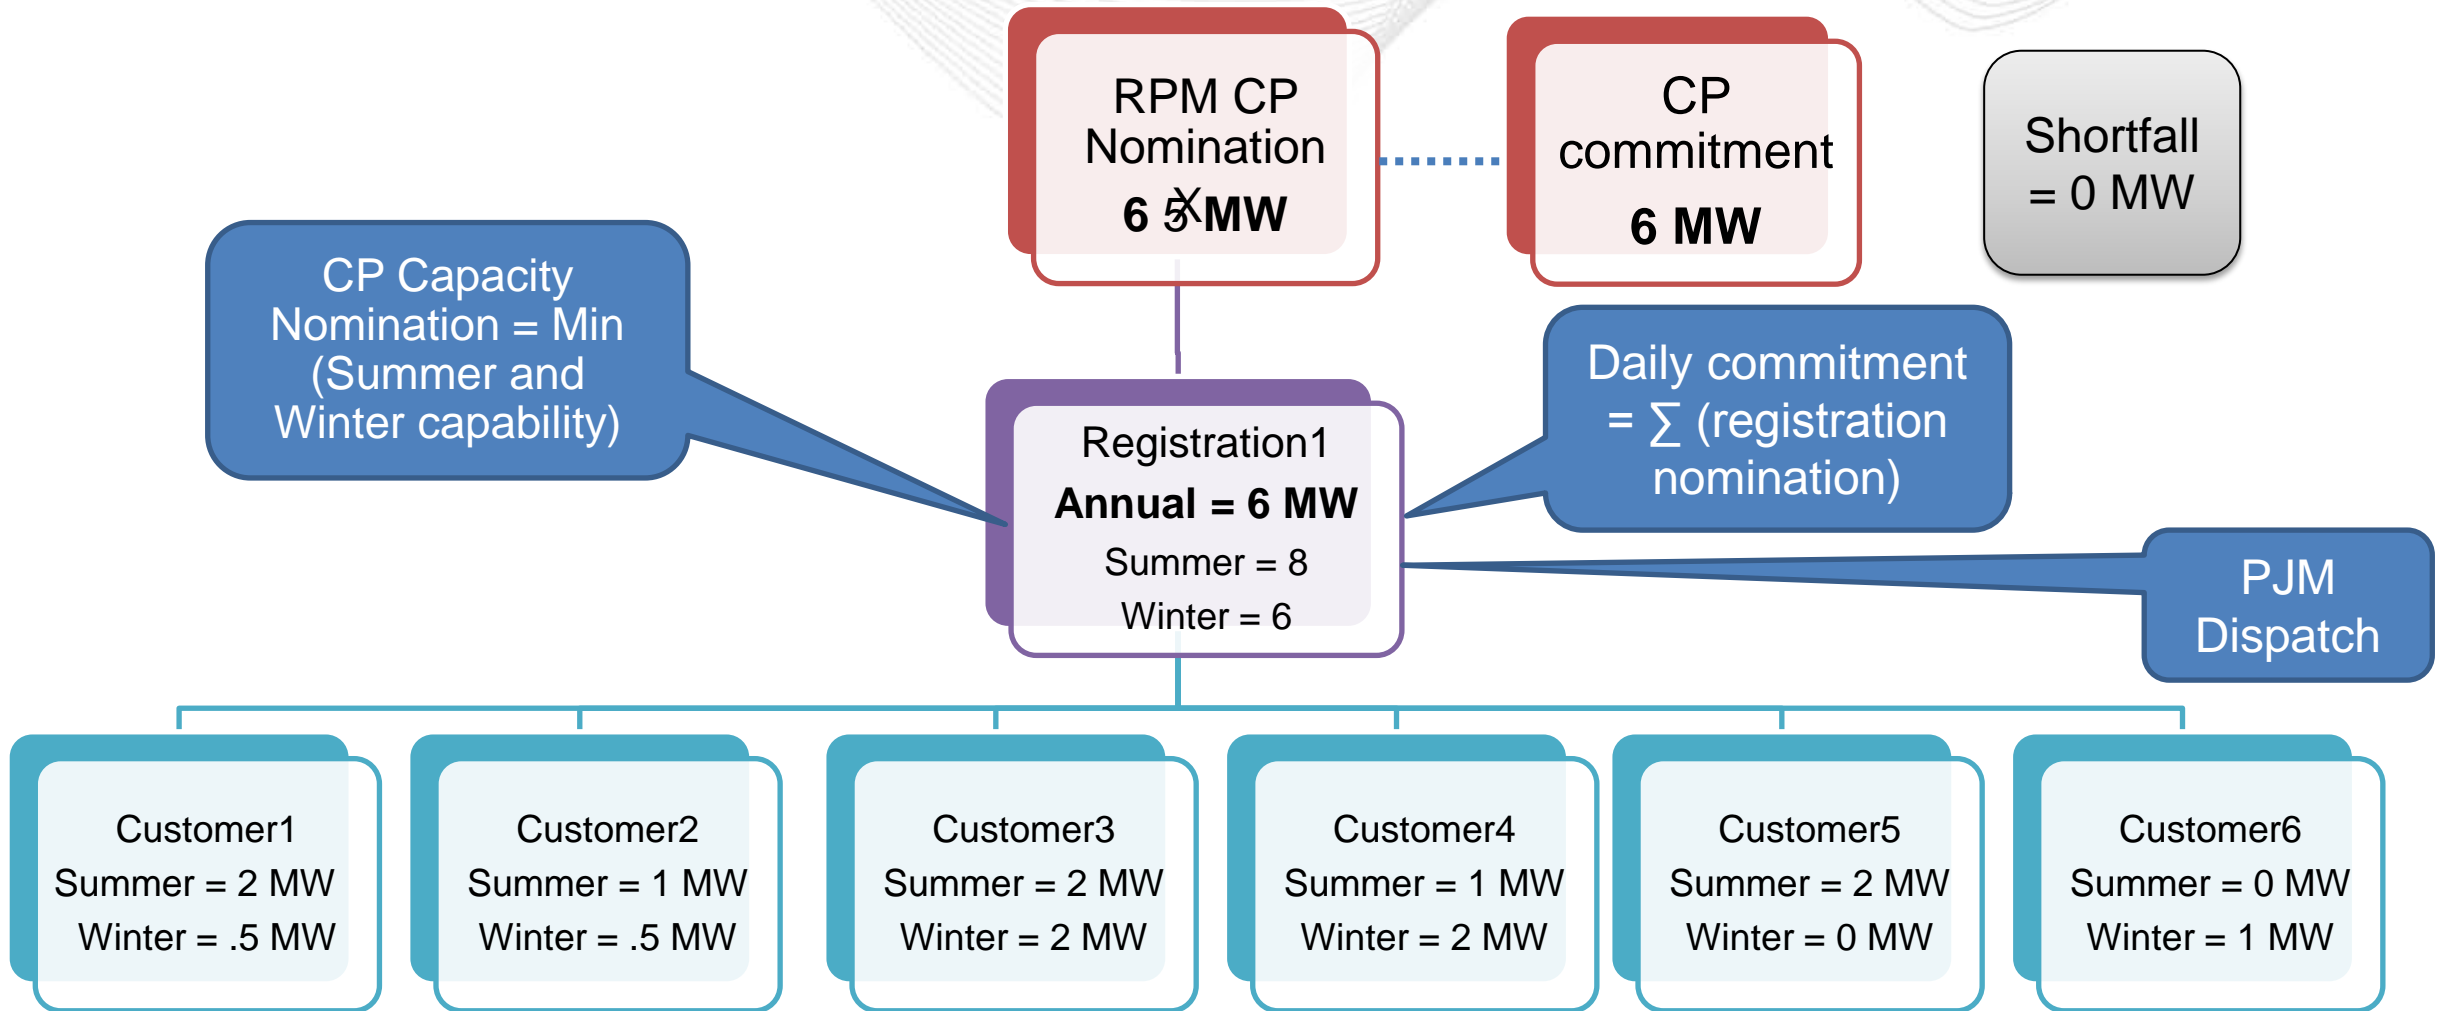 RPM CP
Nomination
6 5 X MW
CP
commitment
6 MW
Shortfall
= 0 MW
CP Capacity
Nomination = Min
(Summer and
Winter capability)
Daily commitment
= ∑ (registration
nomination)
Registration1
Annual = 6 MW
Summer = 8
Winter = 6
PJM
Dispatch
Customer1
Summer = 2 MW
Winter = .5 MW
Customer2
Summer = 1 MW
Winter = .5 MW
Customer3
Summer = 2 MW
Winter = 2 MW
Customer4
Summer = 1 MW
Winter = 2 MW
Customer5
Summer = 2 MW
Winter = 0 MW
Customer6
Summer = 0 MW
Winter = 1 MW